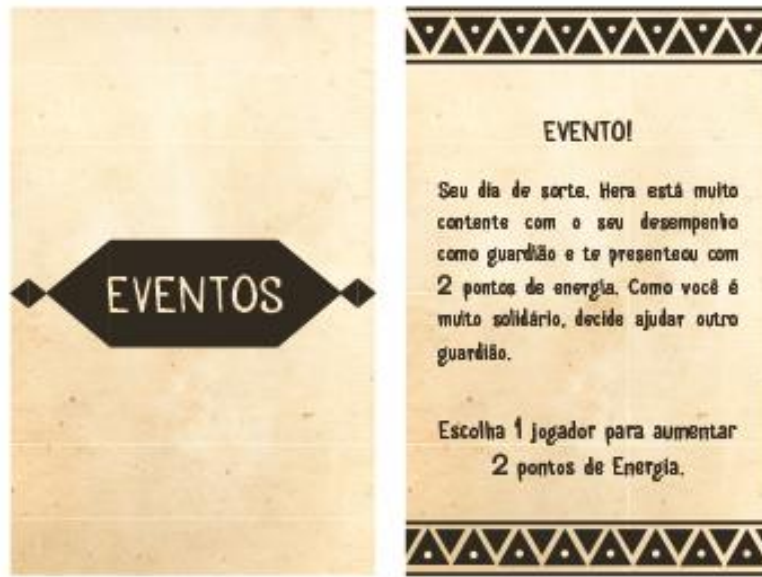 EVENTOS
EVENTO!
Seu dia de sorte. Hera está muito
contente com o seu desempenho
como guardião e te presenteou com
2 pontos de energia. Como você é
muito solidário, decide ajudar outro
guardião.
Escolha 1 jogador para aumentar
2 pontos de Energia.